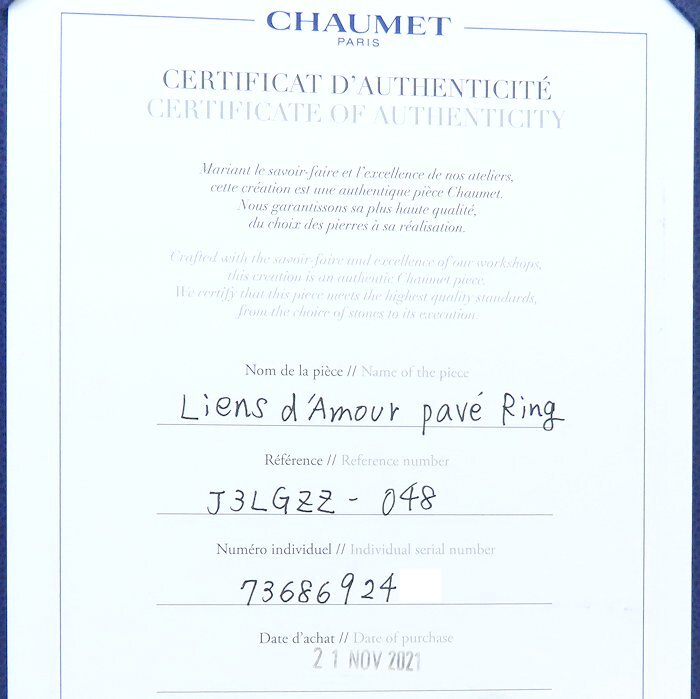 CHAUMET
PARIS
CERTIFICAT D'AUTHENTICITÉ
CERTIFICATE OF AUTHENTICITY
Mariant le savoir-faire et l'excellence de nos ateliers,
cette création est une authentique pièce Chaumet.
Nous garantissons sa plus haute qualité,
du choix des pierres à sa réalisation.
Crafted with the savoir-faire and excellence of our workshops,
this creation is an authentic Chaumet piece.
We certify that this piece meets the highest quality standards,
from the choice of stones to its execution.
Nom de la pièce // Name of the piece
Liens d'Amour pavé Ring
Référence // Reference number
J3LGZZ - 048
Numéro individuel // Individual serial number
73686924
Date d'achat // Date of purchase
21 NOV 2021